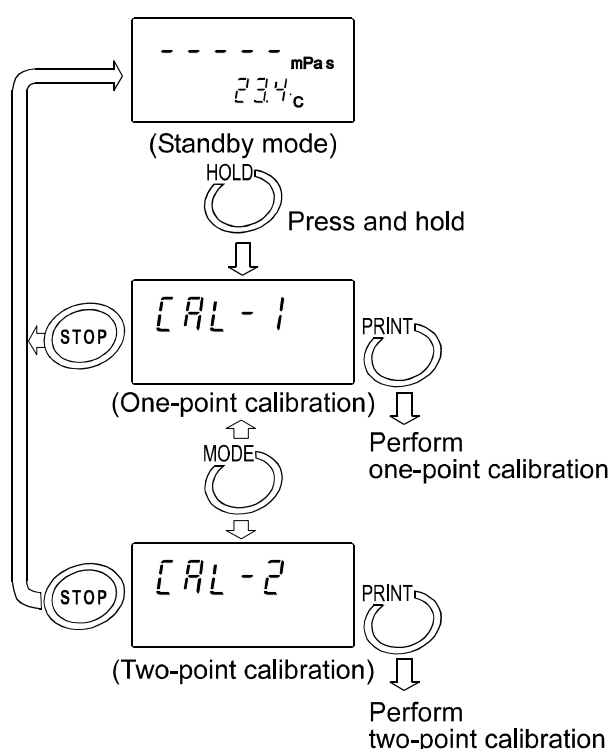 - - - - - mPa s
23.4 °C
(Standby mode)
HOLD
Press and hold
CAL - 1
STOP
PRINT
(One-point calibration)
Perform
one-point calibration
MODE
CAL - 2
STOP
PRINT
(Two-point calibration)
Perform
two-point calibration